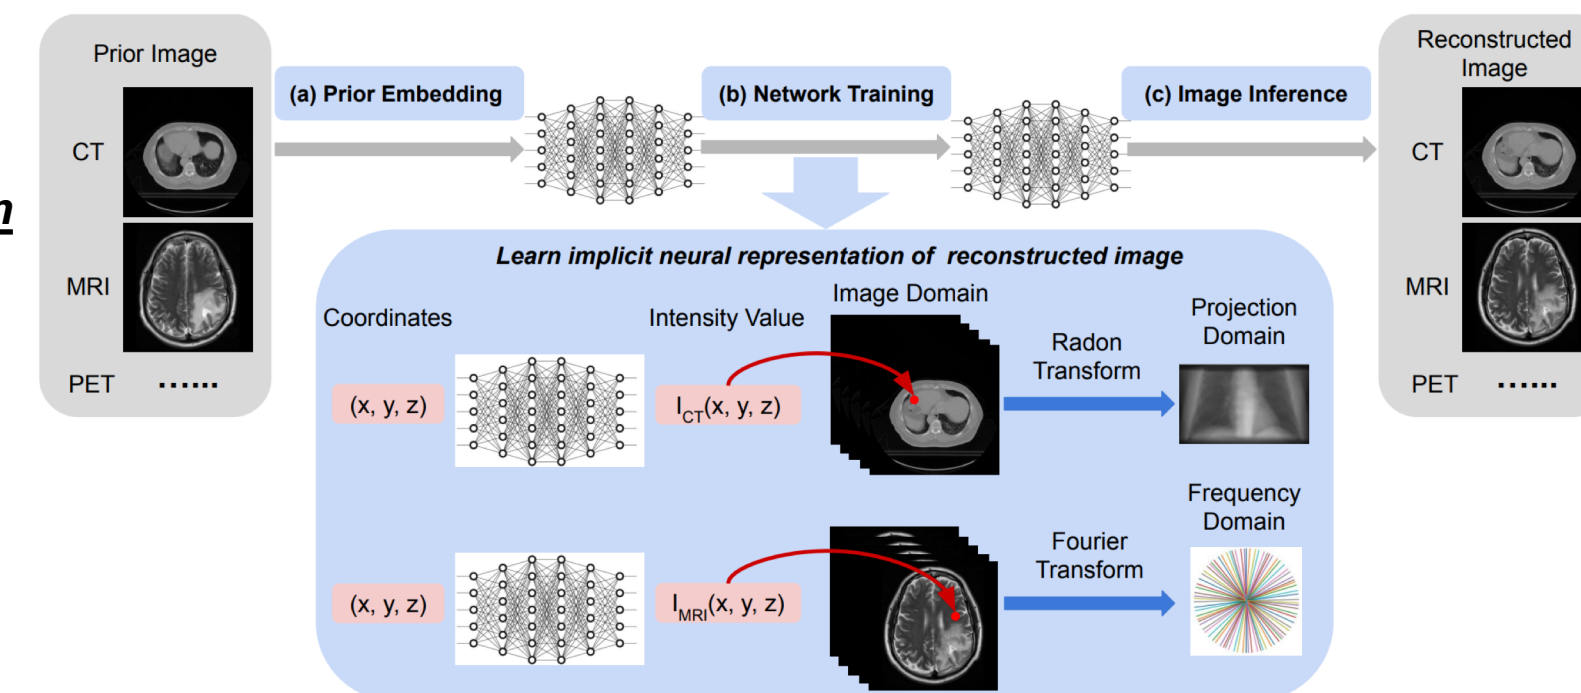 n
Prior Image
CT
MRI
PET ......
(a) Prior Embedding
(b) Network Training
(c) Image Inference
Reconstructed
Image
CT
MRI
PET ......
Learn implicit neural representation of reconstructed image
Coordinates
Intensity Value
Image Domain
Radon
Transform
Projection
Domain
(x, y, z)
I_CT(x, y, z)
Frequency
Domain
Fourier
Transform
(x, y, z)
I_MRI(x, y, z)